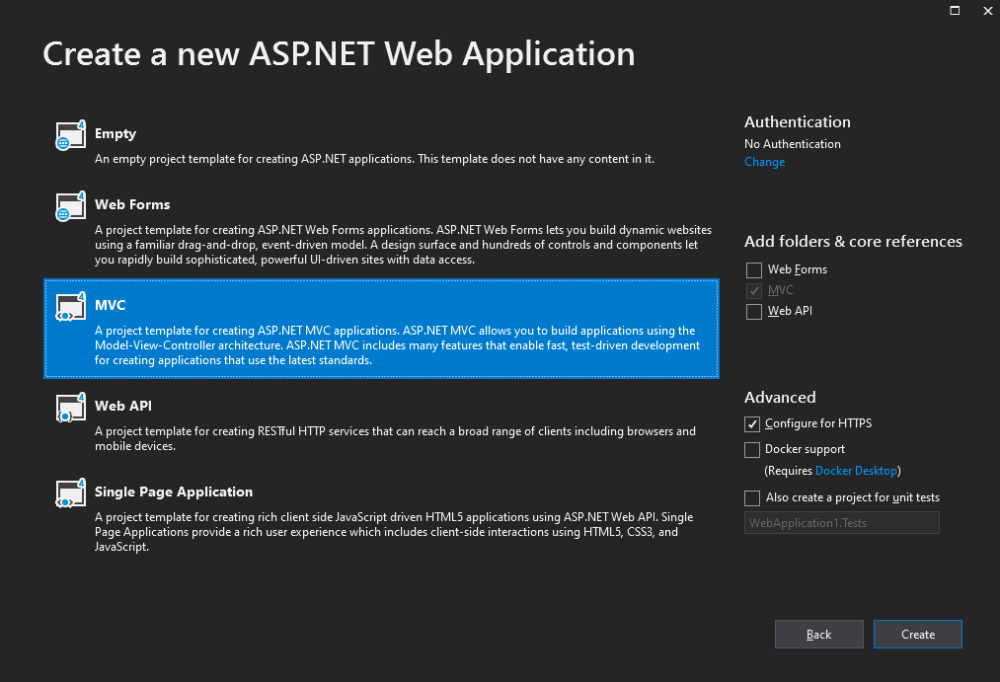 Create a new ASP.NET Web Application
Empty
An empty project template for creating ASP.NET applications. This template does not have any content in it.
Web Forms
A project template for creating ASP.NET Web Forms applications. ASP.NET Web Forms lets you build dynamic websites
using a familiar drag-and-drop, event-driven model. A design surface and hundreds of controls and components let
you rapidly build sophisticated, powerful UI-driven sites with data access.
MVC
A project template for creating ASP.NET MVC applications. ASP.NET MVC allows you to build applications using the
Model-View-Controller architecture. ASP.NET MVC includes many features that enable fast, test-driven development
for creating applications that use the latest standards.
Web API
A project template for creating RESTful HTTP services that can reach a broad range of clients including browsers and
mobile devices.
Single Page Application
A project template for creating rich client side JavaScript driven HTML5 applications using ASP.NET Web API. Single
Page Applications provide a rich user experience which includes client-side interactions using HTML5, CSS3, and
JavaScript.
Authentication
No Authentication
Change
Add folders & core references
Web Forms
MVC
Web API
Advanced
Configure for HTTPS
Docker support
(Requires Docker Desktop)
Also create a project for unit tests
WebApplication1.Tests
Back
Create